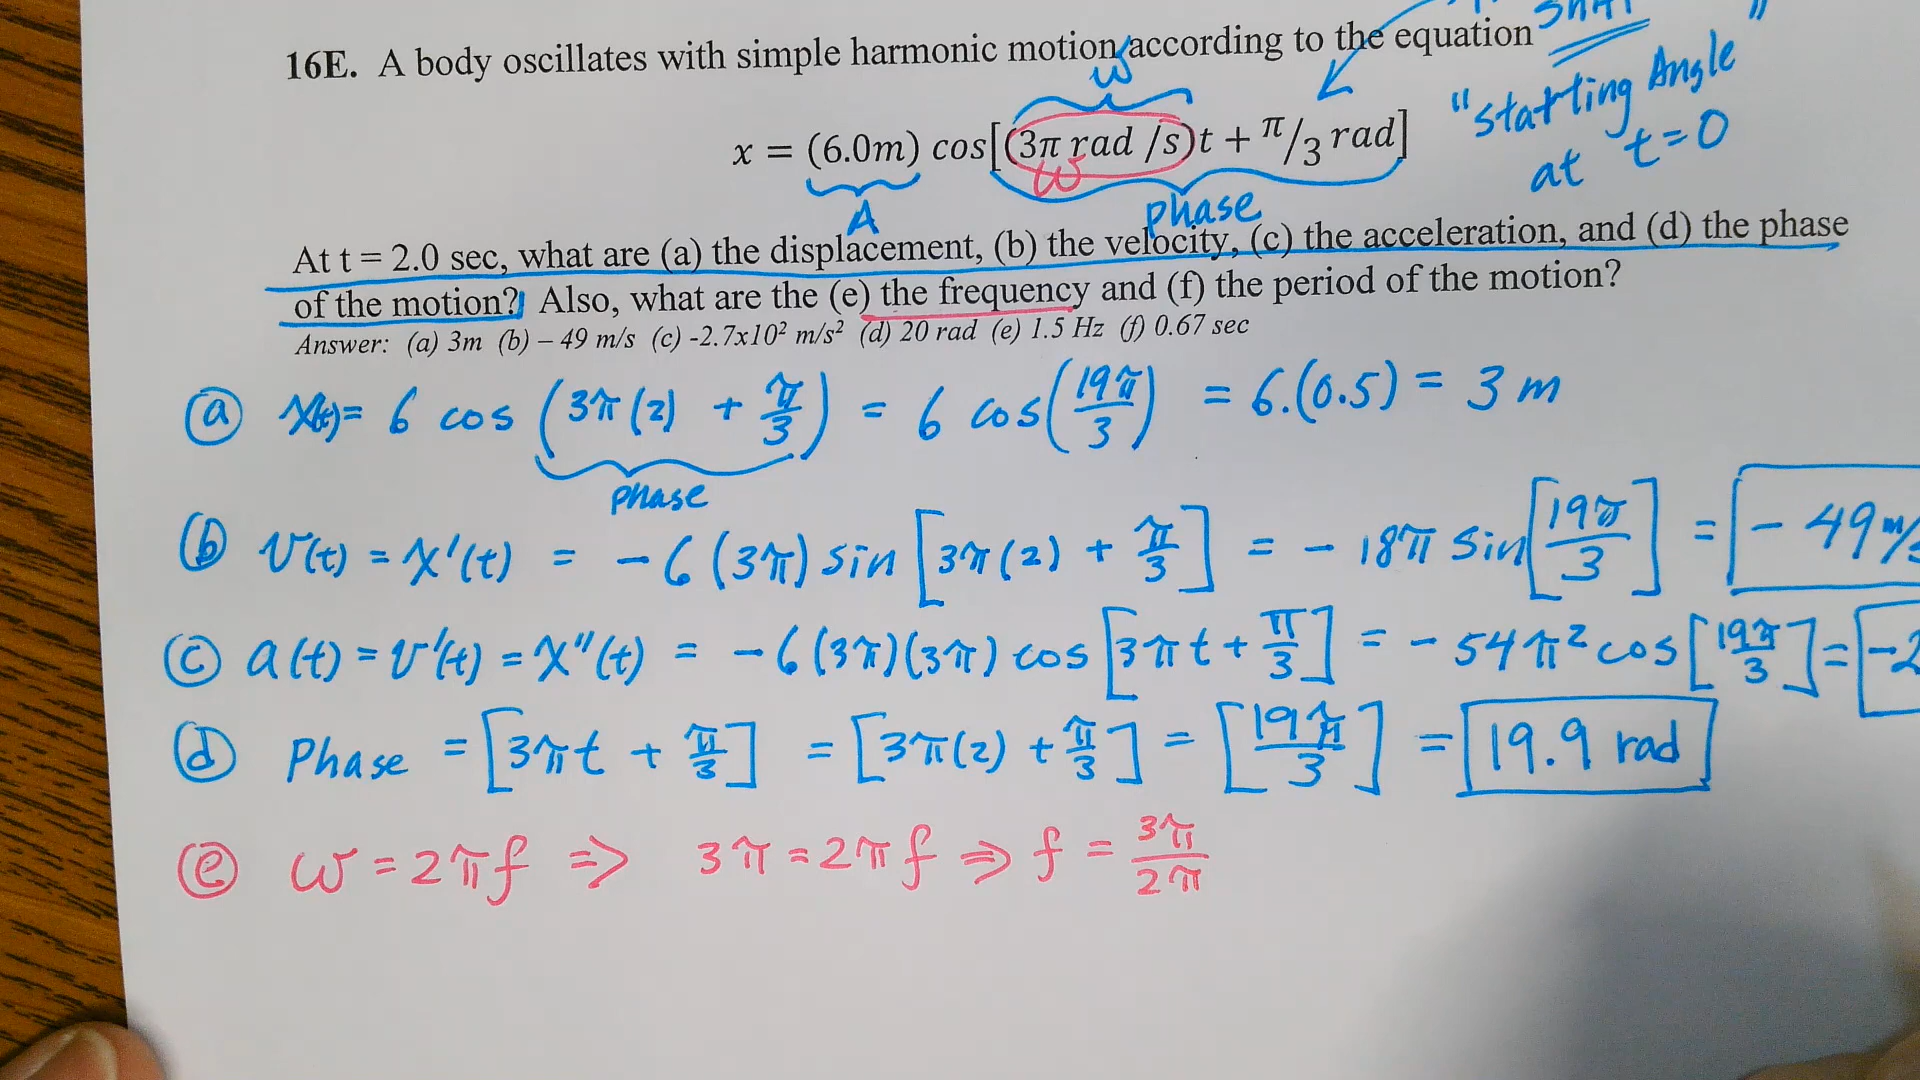 shift
16E. A body oscillates with simple harmonic motion according to the equation
ω
"starting Angle"
x = (6.0m) cos[(3π rad /s)t + π/3 rad]
at t=0
ω
A
phase
At t = 2.0 sec, what are (a) the displacement, (b) the velocity, (c) the acceleration, and (d) the phase
of the motion? Also, what are the (e) the frequency and (f) the period of the motion?
Answer: (a) 3m (b) – 49 m/s (c) -2.7x10² m/s² (d) 20 rad (e) 1.5 Hz (f) 0.67 sec
(a) x(t)= 6 cos (3π(2) + π/3) = 6 cos(19π/3) = 6.(0.5) = 3 m
phase
(b) v(t) = x'(t) = -6 (3π) sin [3π(2) + π/3] = - 18π sin[19π/3] = - 49 m/s
(c) a(t) = v'(t) = x"(t) = -6 (3π)(3π) cos [3πt + π/3] = - 54π² cos[19π/3] = -2
(d) Phase = [3πt + π/3] = [3π(2) + π/3] = [19π/3] = 19.9 rad
(e) ω = 2πf => 3π = 2πf => f = 3π/2π